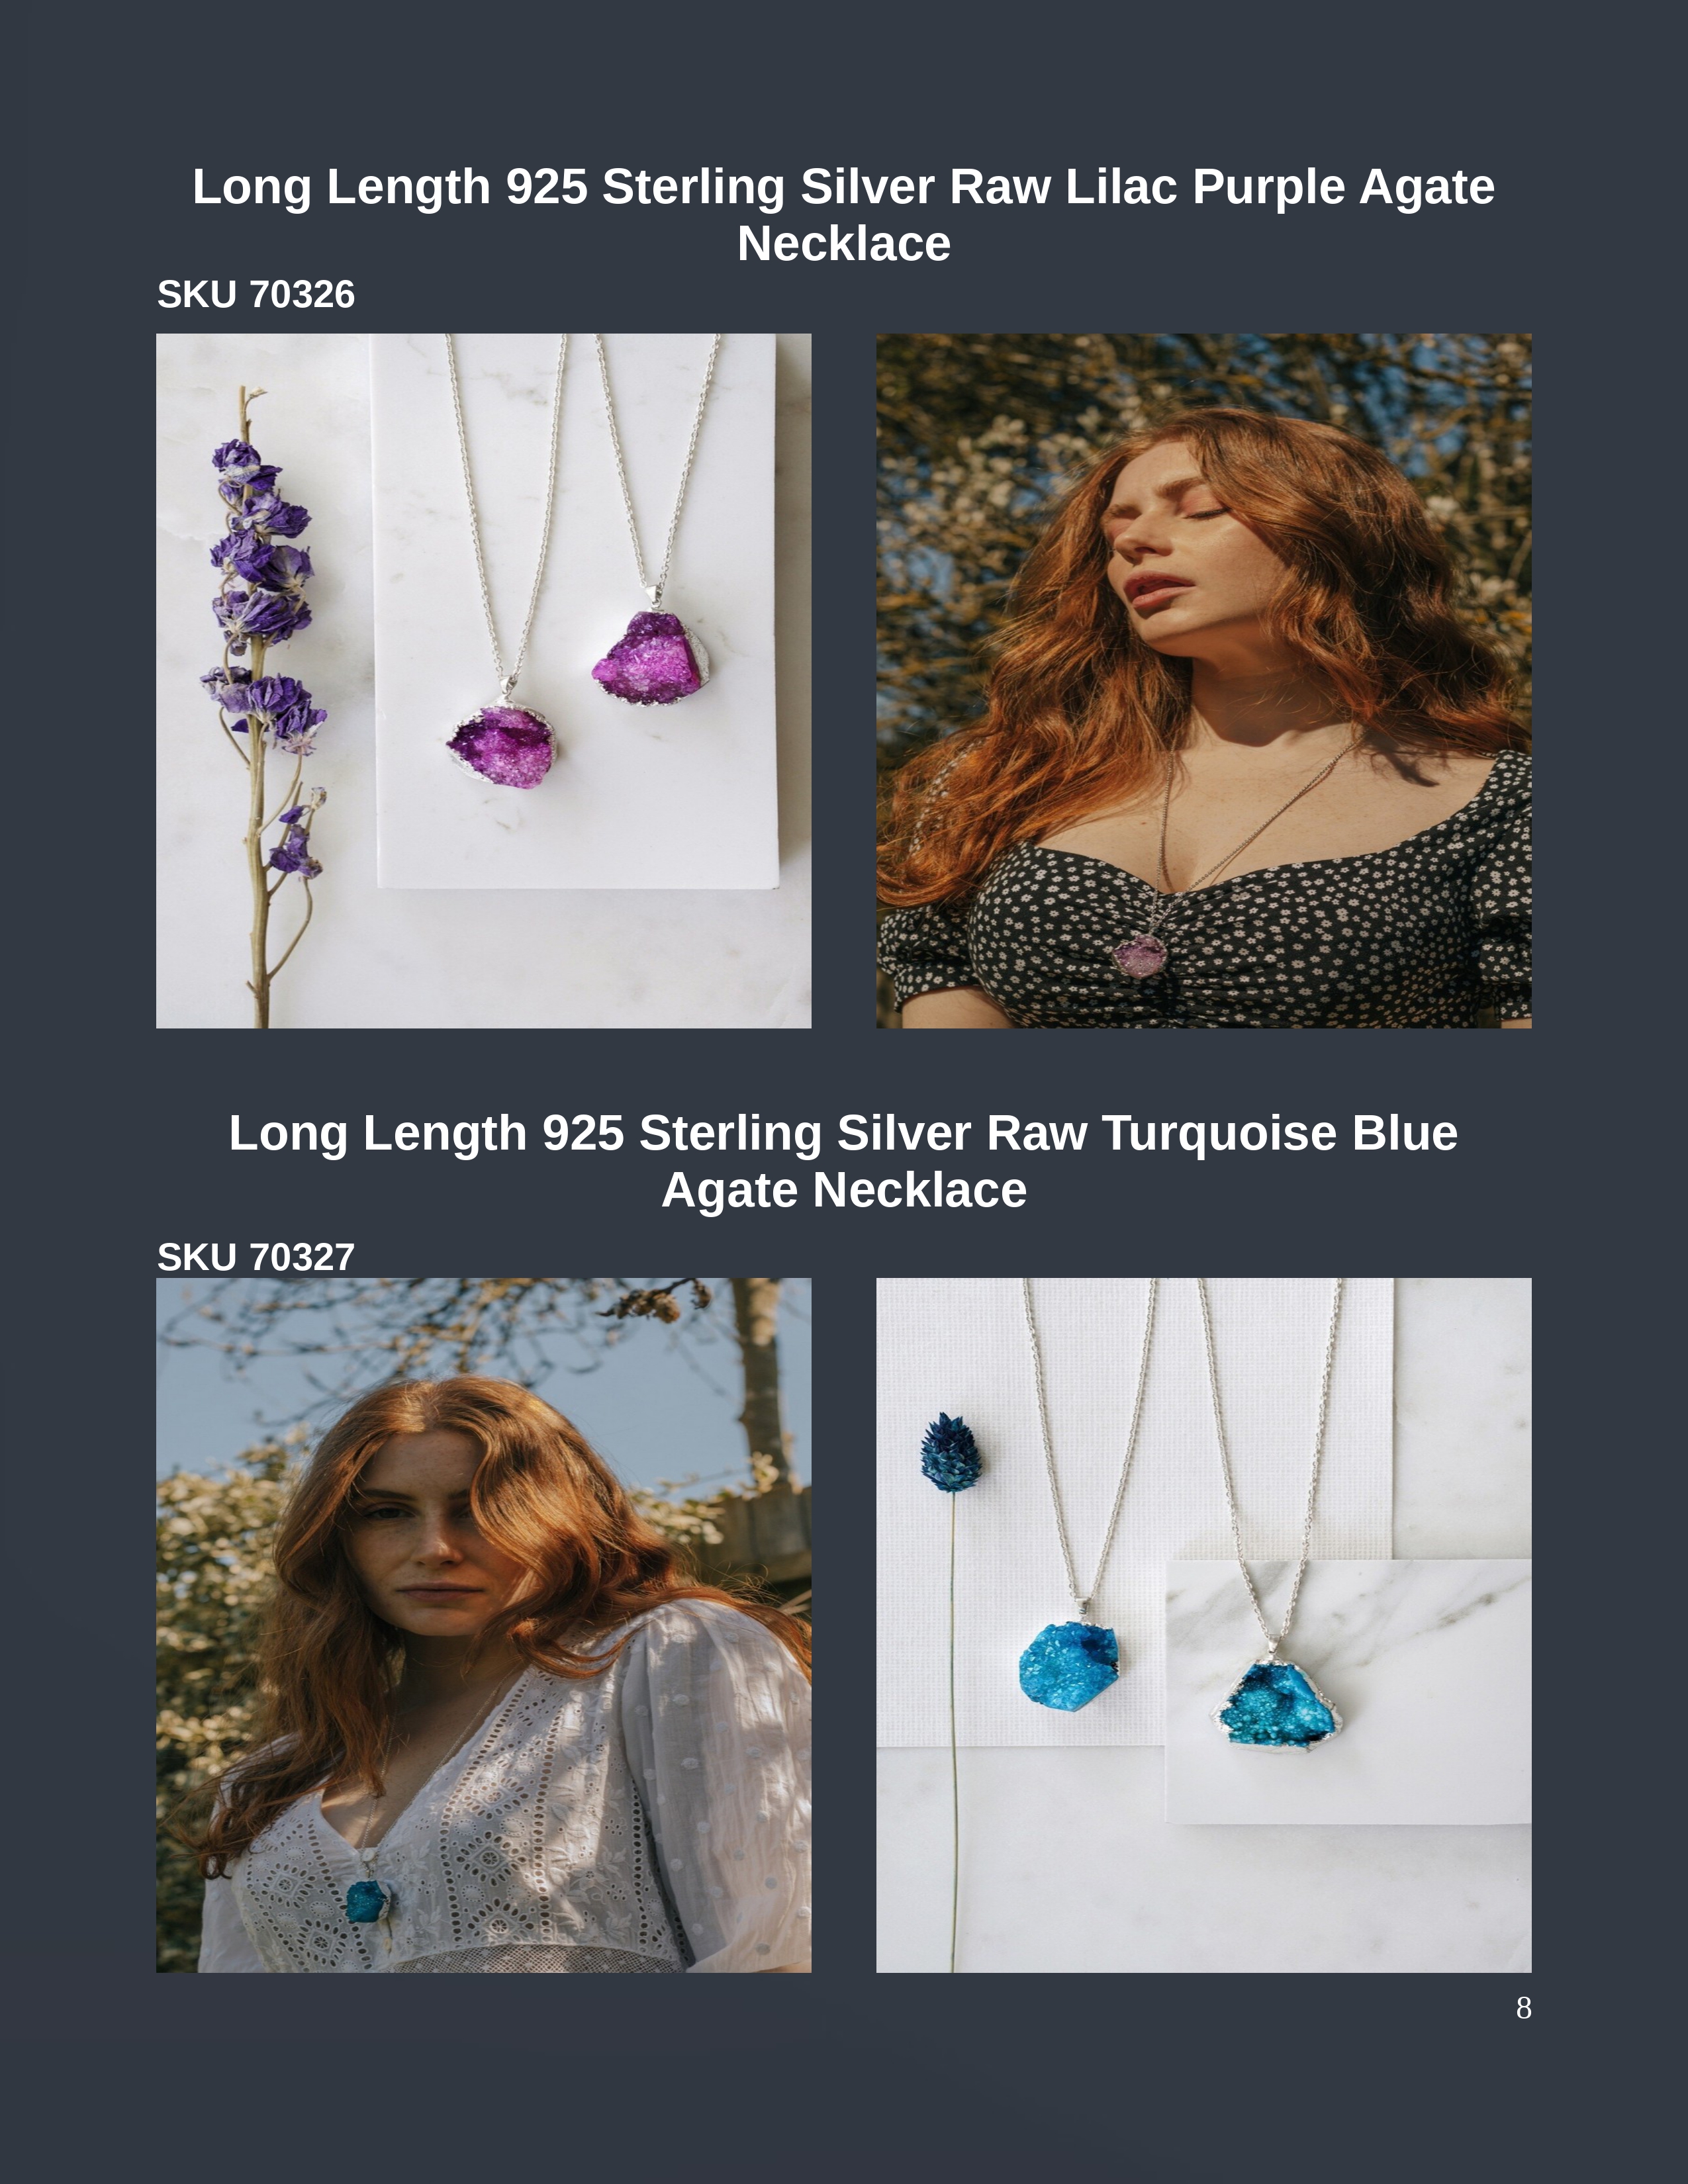 Long Length 925 Sterling Silver Raw Lilac Purple Agate
Necklace
SKU 70326
Long Length 925 Sterling Silver Raw Turquoise Blue
Agate Necklace
SKU 70327
8